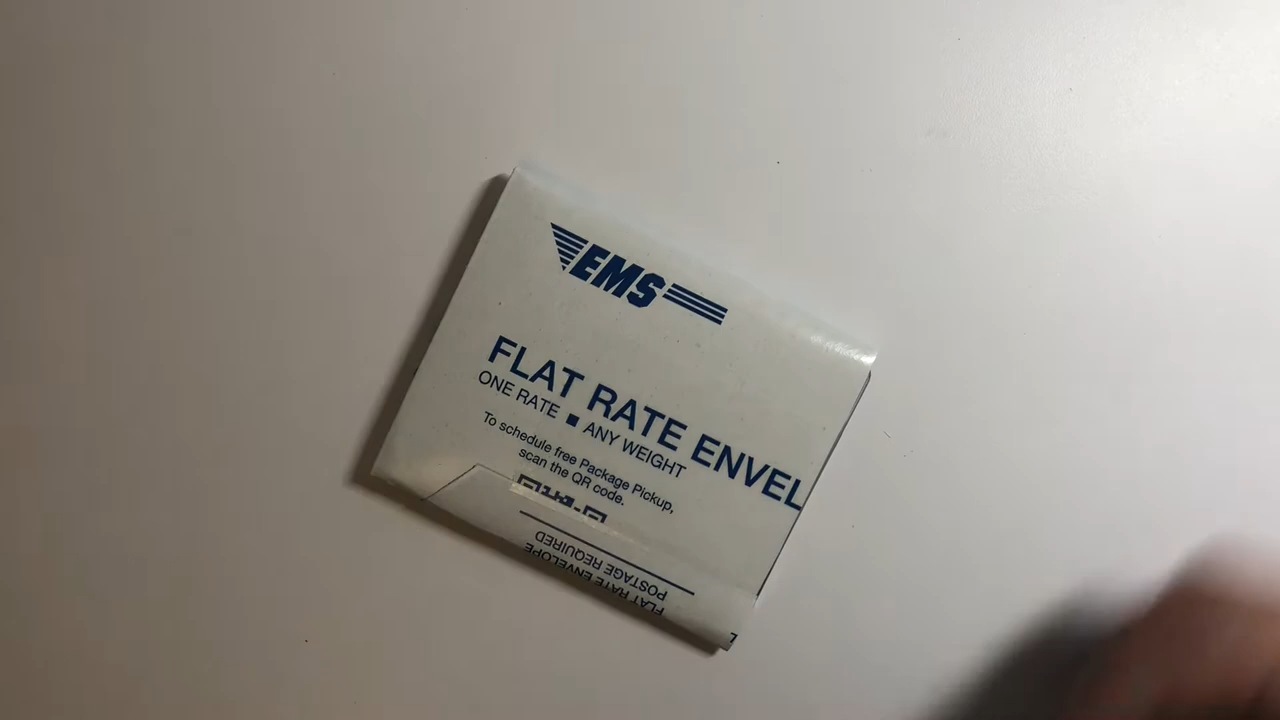 EMS
FLAT RATE ENVEL
ONE RATE ■ ANY WEIGHT
To schedule free Package Pickup,
scan the QR code.
POSTAGE REQUIRED
FLAT RATE ENVELOPE